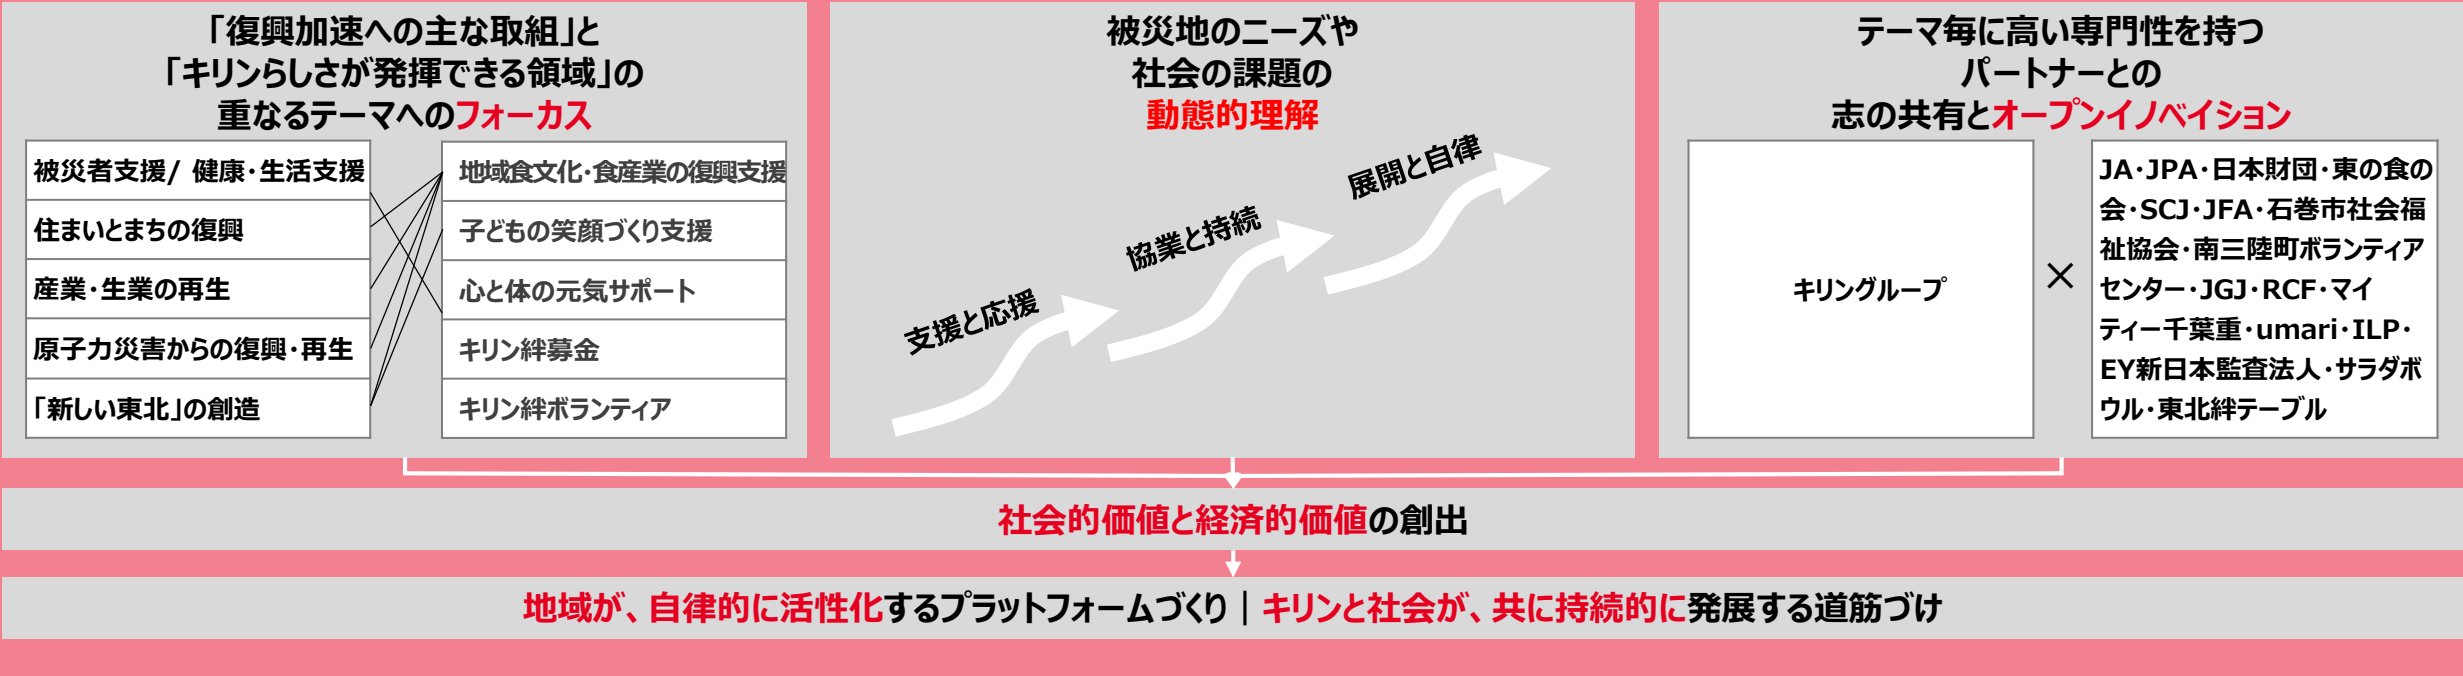 「復興加速への主な取組」と
「キリンらしさが発揮できる領域」の
重なるテーマへのフォーカス
被災者支援/ 健康・生活支援
住まいとまちの復興
産業・生業の再生
原子力災害からの復興・再生
「新しい東北」の創造
地域食文化・食産業の復興支援
子どもの笑顔づくり支援
心と体の元気サポート
キリン絆募金
キリン絆ボランティア
被災地のニーズや
社会の課題の
動態的理解
支援と応援
協業と持続
展開と自律
テーマ毎に高い専門性を持つ
パートナーとの
志の共有とオープンイノベイション
キリングループ
×
JA・JPA・日本財団・東の食の
会・SCJ・JFA・石巻市社会福
祉協会・南三陸町ボランティア
センター・JGJ・RCF・マイ
ティー千葉重・umari・ILP・
EY新日本監査法人・サラダボ
ウル・東北絆テーブル
社会的価値と経済的価値の創出
地域が、自律的に活性化するプラットフォームづくり｜キリンと社会が、共に持続的に発展する道筋づけ